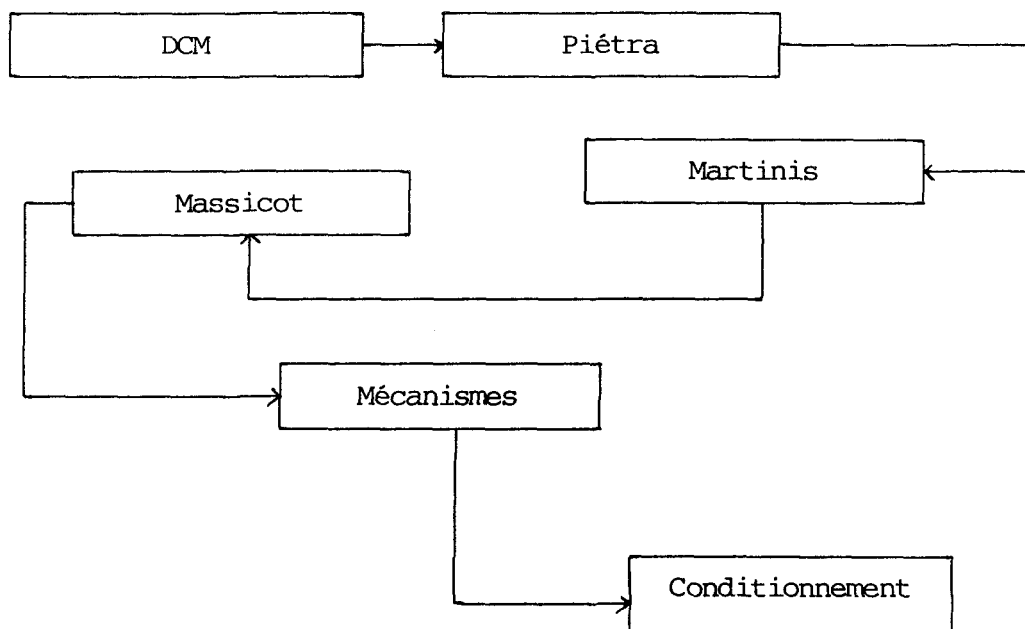 DCM
Piétra
Martinis
Massicot
Mécanismes
Conditionnement